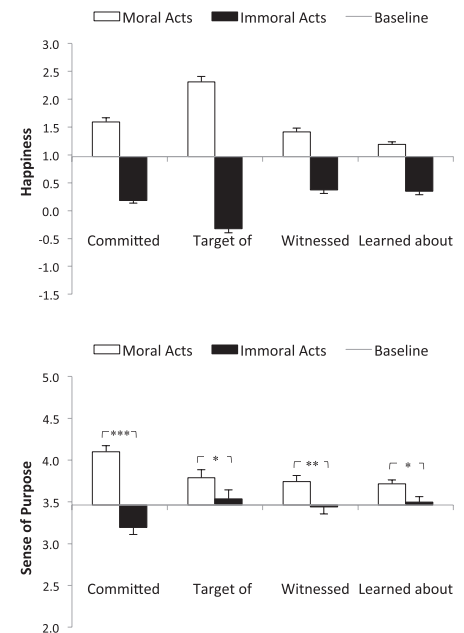 Moral Acts Immoral Acts Baseline
3.0
2.5
2.0
1.5
1.0
0.5
0.0
-0.5
-1.0
-1.5
Happiness
Committed Target of Witnessed Learned about
Moral Acts Immoral Acts Baseline
5.0
4.5
4.0
3.5
3.0
2.5
2.0
Sense of Purpose
*** * ** *
Committed Target of Witnessed Learned about